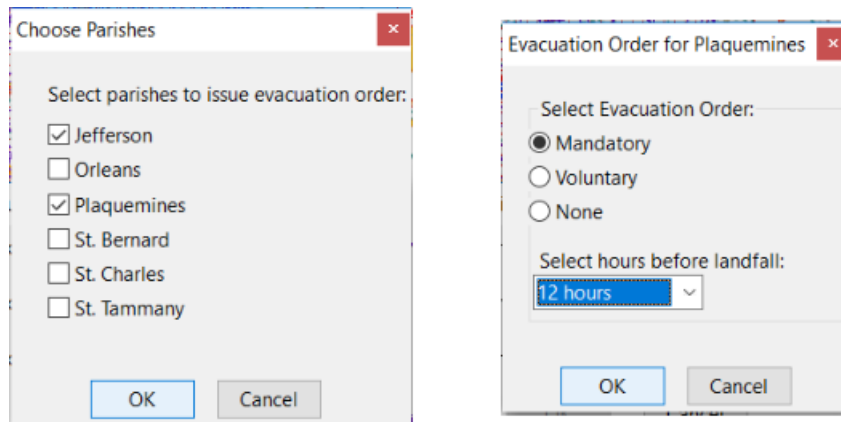 Choose Parishes
Select parishes to issue evacuation order:
Jefferson
Orleans
Plaquemines
St. Bernard
St. Charles
St. Tammany
OK Cancel
Evacuation Order for Plaquemines
Select Evacuation Order:
Mandatory
Voluntary
None
Select hours before landfall:
12 hours
OK Cancel